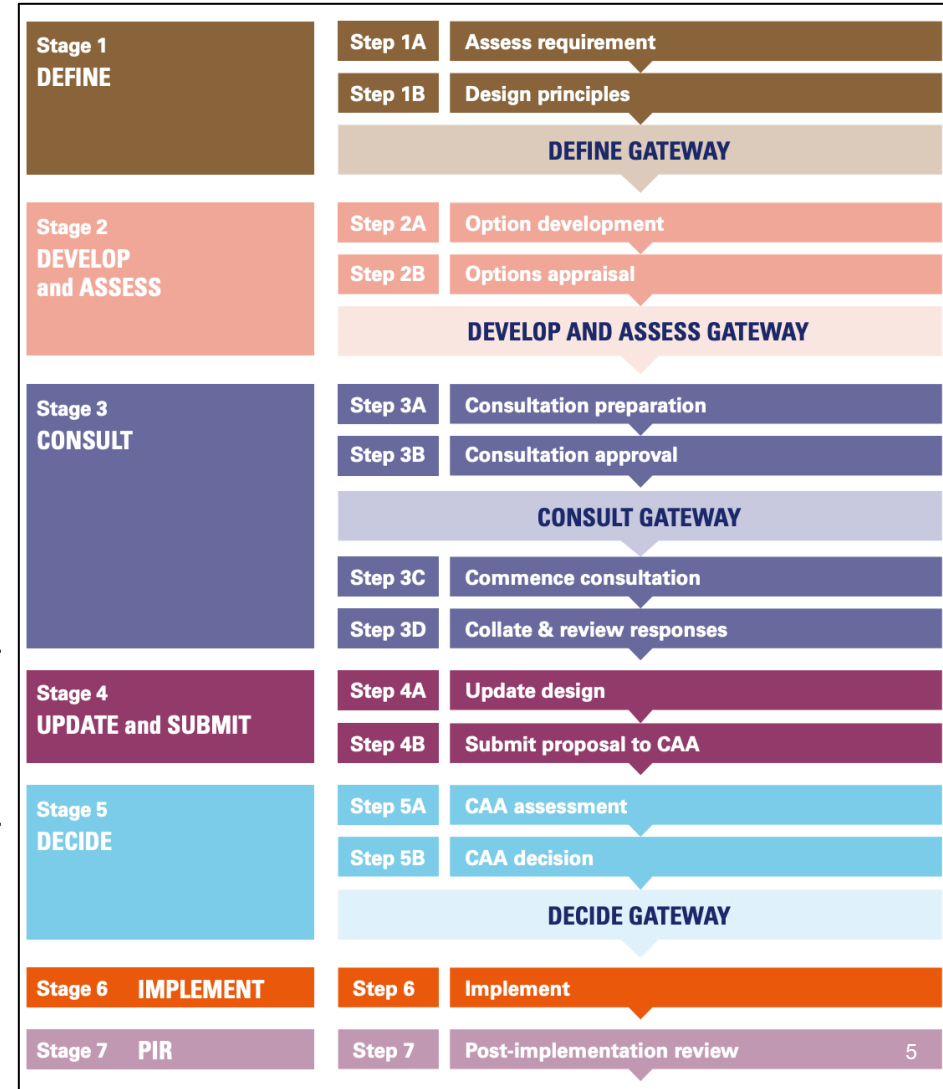 Stage 1
DEFINE
Step 1A Assess requirement
Step 1B Design principles
DEFINE GATEWAY
Stage 2
DEVELOP
and ASSESS
Step 2A Option development
Step 2B Options appraisal
DEVELOP AND ASSESS GATEWAY
Stage 3
CONSULT
Step 3A Consultation preparation
Step 3B Consultation approval
CONSULT GATEWAY
Step 3C Commence consultation
Step 3D Collate & review responses
Stage 4
UPDATE and SUBMIT
Step 4A Update design
Step 4B Submit proposal to CAA
Stage 5
DECIDE
Step 5A CAA assessment
Step 5B CAA decision
DECIDE GATEWAY
Stage 6 IMPLEMENT Step 6 Implement
Stage 7 PIR Step 7 Post-implementation review 5